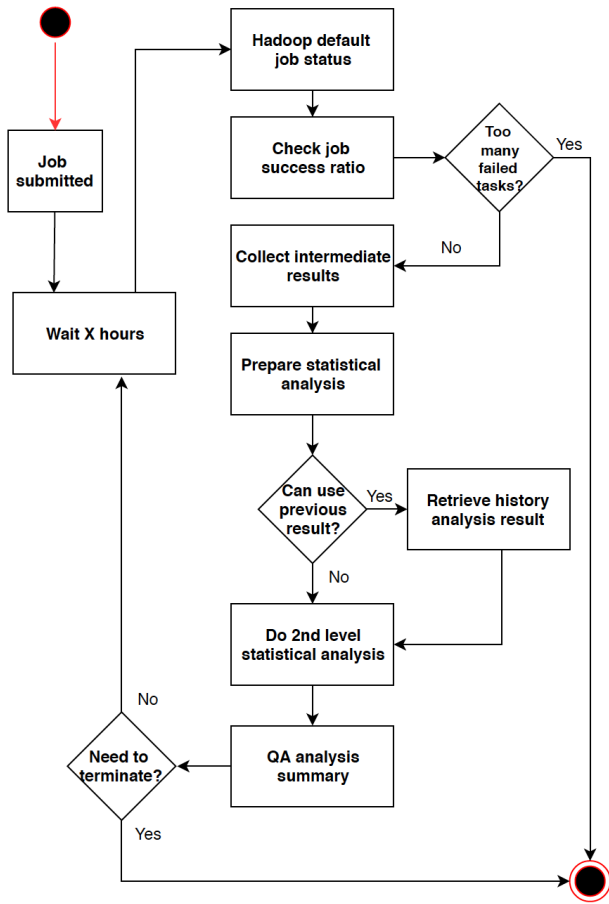 Hadoop default
job status
Job
submitted
Check job
success ratio
Too
many
failed
tasks?
Yes
No
Collect intermediate
results
Wait X hours
Prepare statistical
analysis
Can use
previous
result?
Yes
Retrieve history
analysis result
No
Do 2nd level
statistical analysis
No
Need to
terminate?
QA analysis
summary
Yes